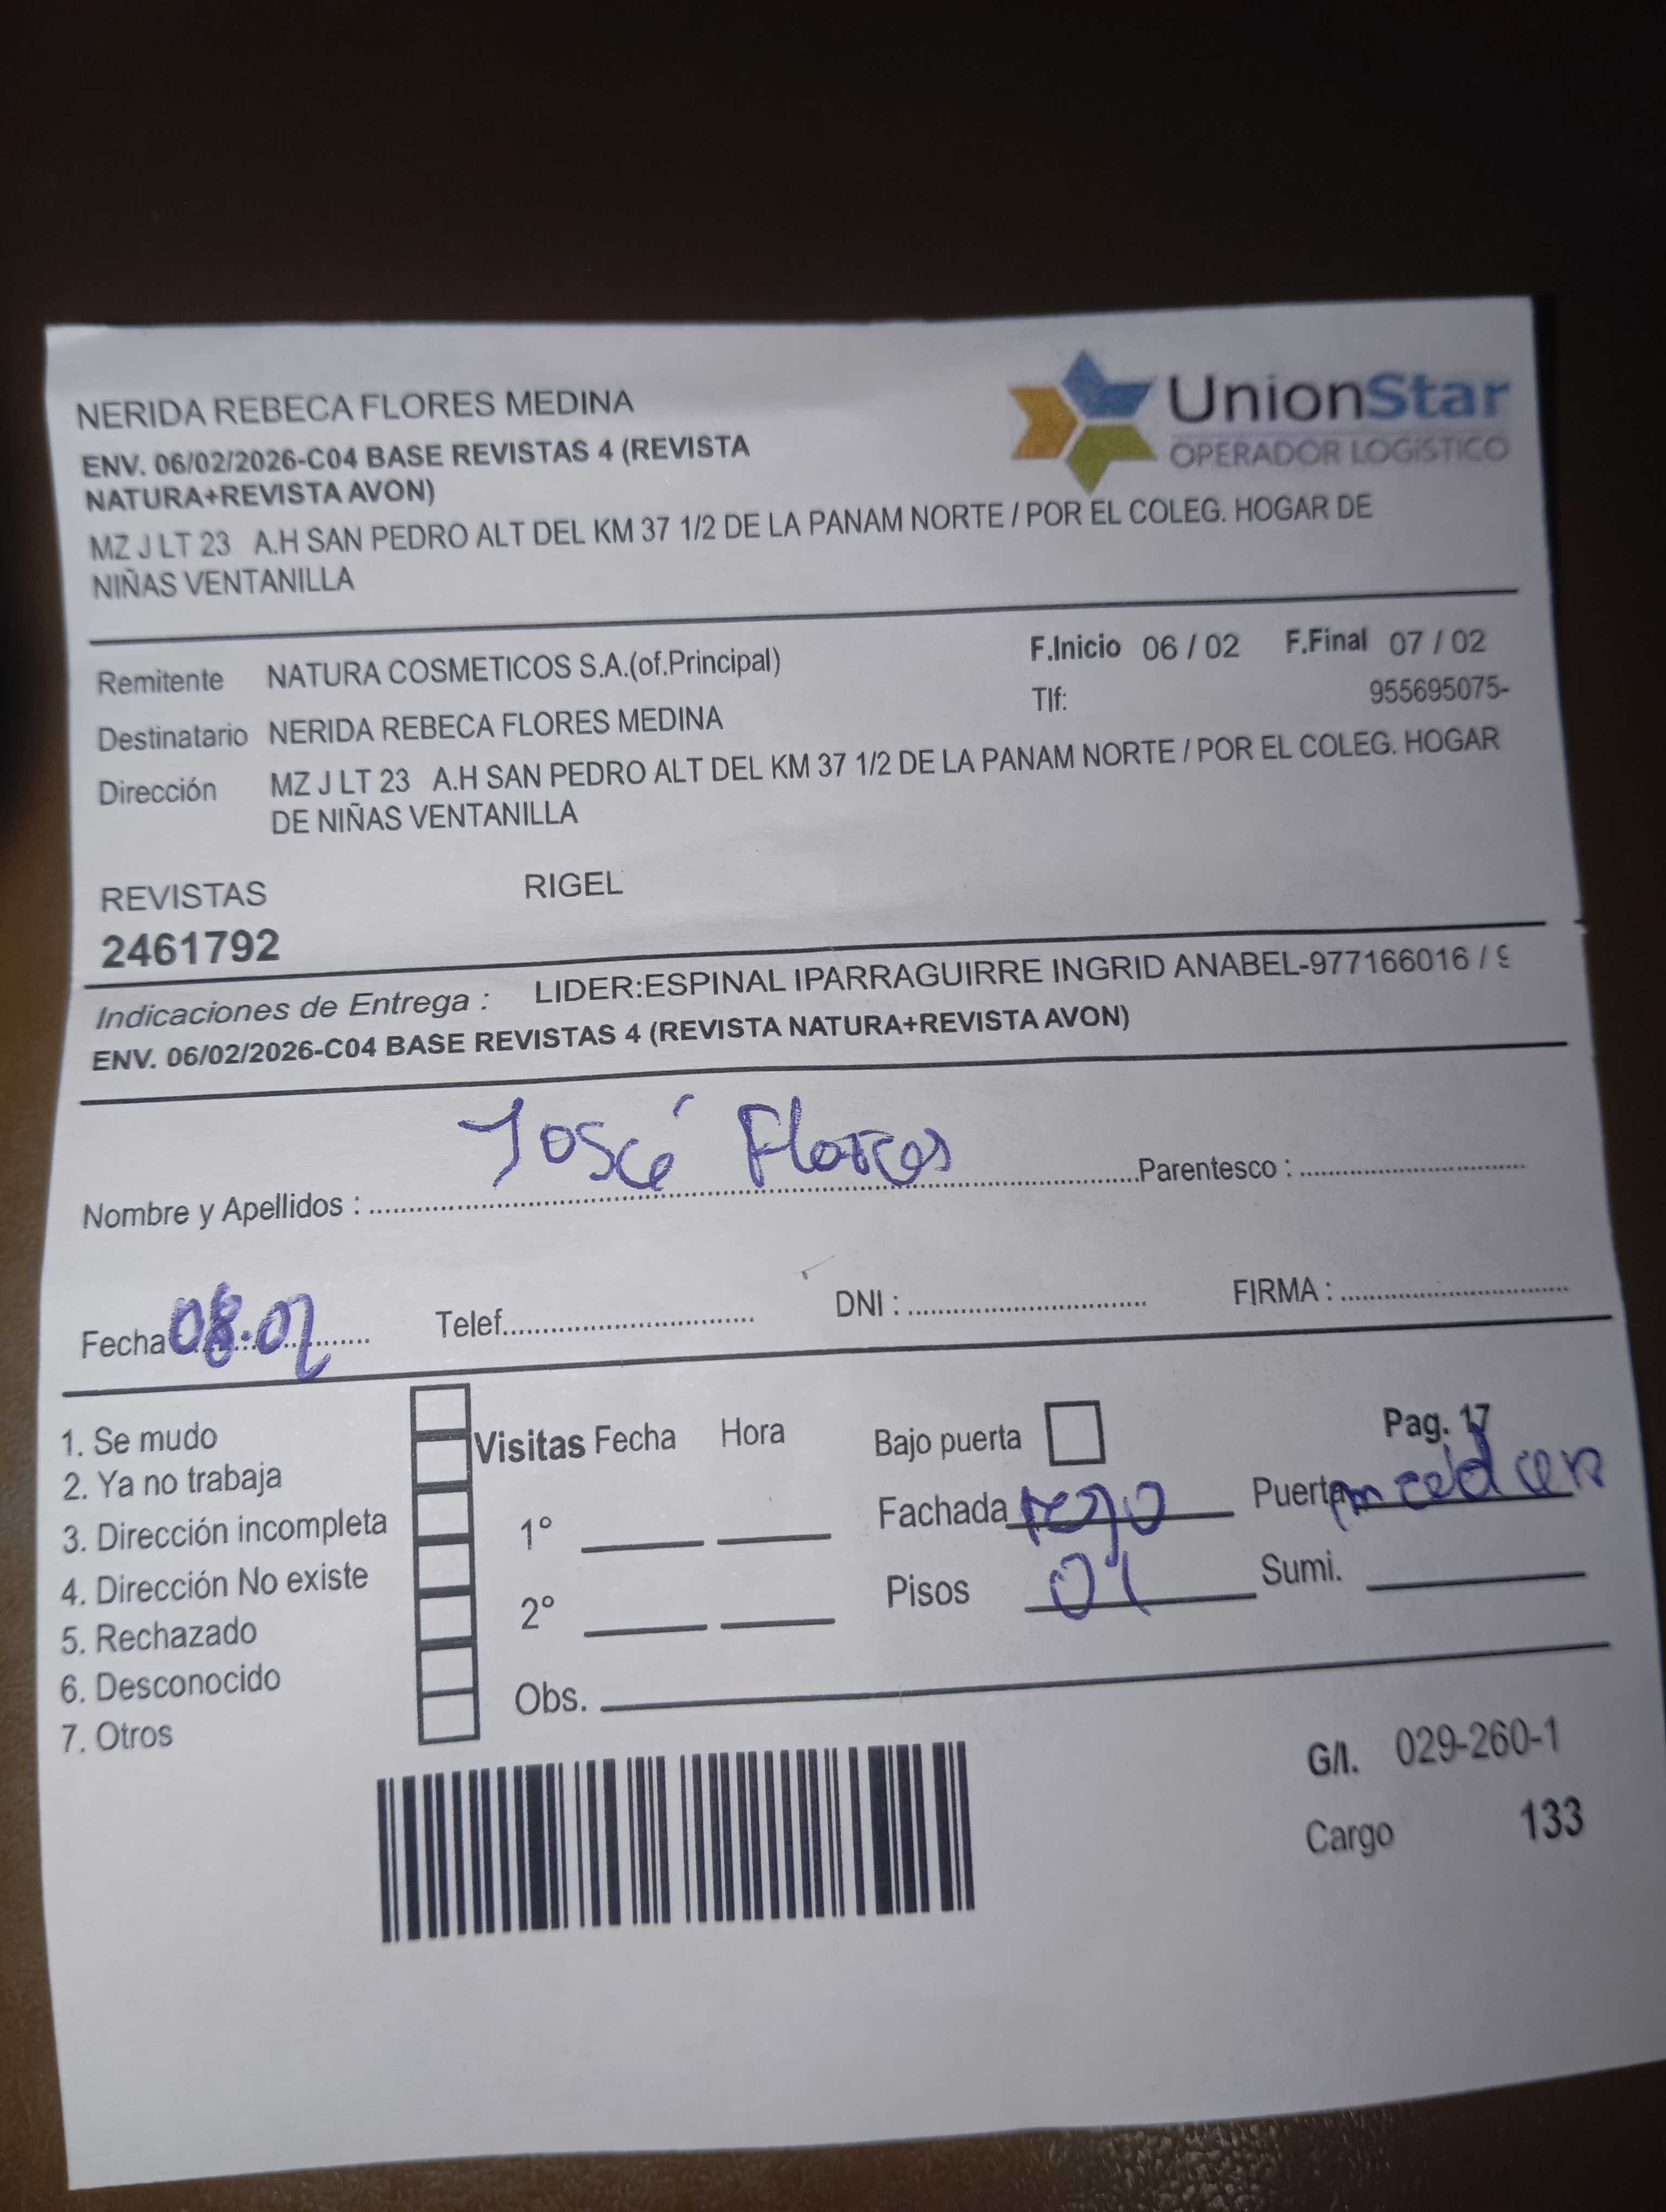 NERIDA REBECA FLORES MEDINA
UnionStar
OPERADOR LOGÍSTICO
ENV. 06/02/2026-C04 BASE REVISTAS 4 (REVISTA
NATURA+REVISTA AVON)
MZ J LT 23 A.H SAN PEDRO ALT DEL KM 37 1/2 DE LA PANAM NORTE / POR EL COLEG. HOGAR DE
NIÑAS VENTANILLA
Remitente NATURA COSMETICOS S.A.(of.Principal) F.Inicio 06 / 02 F.Final 07 / 02
Destinatario NERIDA REBECA FLORES MEDINA Tlf: 955695075-
Dirección MZ J LT 23 A.H SAN PEDRO ALT DEL KM 37 1/2 DE LA PANAM NORTE / POR EL COLEG. HOGAR
DE NIÑAS VENTANILLA
REVISTAS RIGEL
2461792
Indicaciones de Entrega : LIDER:ESPINAL IPARRAGUIRRE INGRID ANABEL-977166016 / 9
ENV. 06/02/2026-C04 BASE REVISTAS 4 (REVISTA NATURA+REVISTA AVON)
Nombre y Apellidos : José Flores Parentesco :
Fecha 08.02 Telef. DNI : FIRMA :
1. Se mudo
2. Ya no trabaja
3. Dirección incompleta
4. Dirección No existe
5. Rechazado
6. Desconocido
7. Otros
Visitas Fecha Hora
1°
2°
Obs.
Bajo puerta Pag. 17
Fachada rojo Puerta
Pisos 01 Sumi.
G/I. 029-260-1
Cargo 133